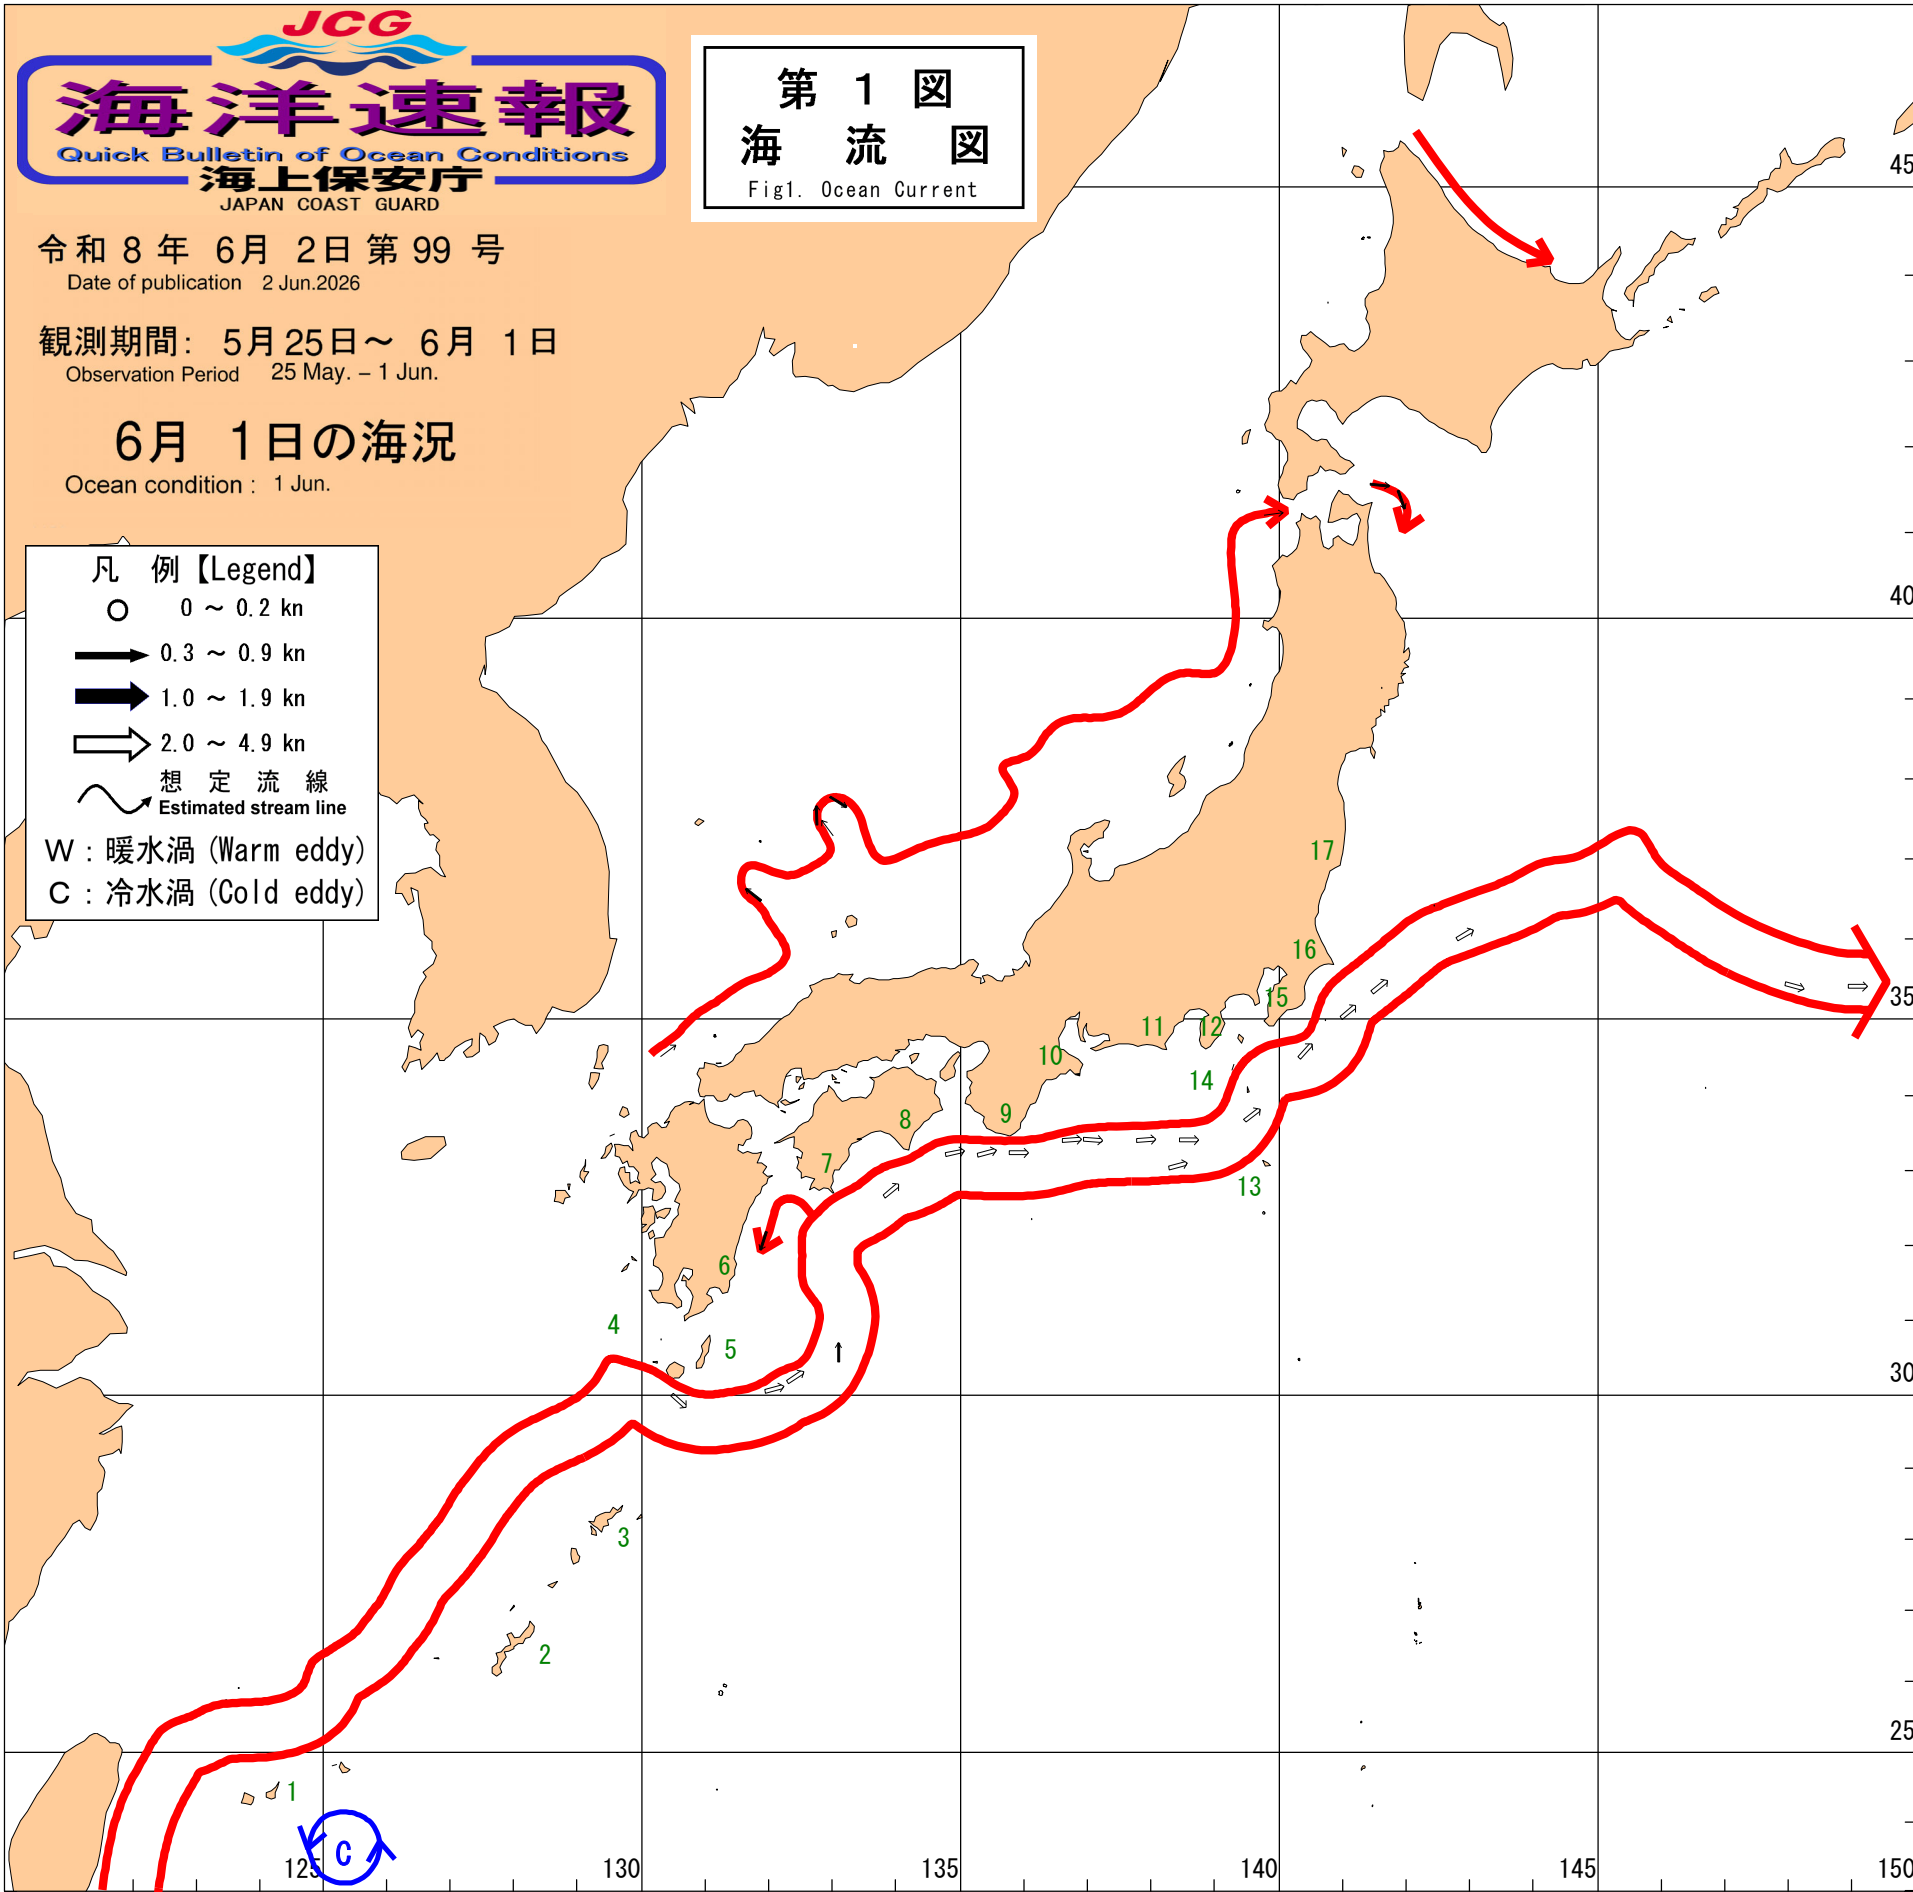 JCG
海洋速報
Quick Bulletin of Ocean Conditions
海上保安庁
JAPAN COAST GUARD
第 1 図
海 流 図
Fig1. Ocean Current
令和 8 年 6月 2日 第 99 号
Date of publication 2 Jun.2026
観測期間: 5月 25日～ 6月 1日
Observation Period 25 May. – 1 Jun.
6月 1日の海況
Ocean condition : 1 Jun.
凡 例【Legend】
0 ～ 0.2 kn
0.3 ～ 0.9 kn
1.0 ～ 1.9 kn
2.0 ～ 4.9 kn
想 定 流 線
Estimated stream line
W : 暖水渦 (Warm eddy)
C : 冷水渦 (Cold eddy)
45
40
35
30
25
17
16
15
11
12
10
14
9
8
7
13
6
4
5
3
2
1
C
125
130
135
140
145
150